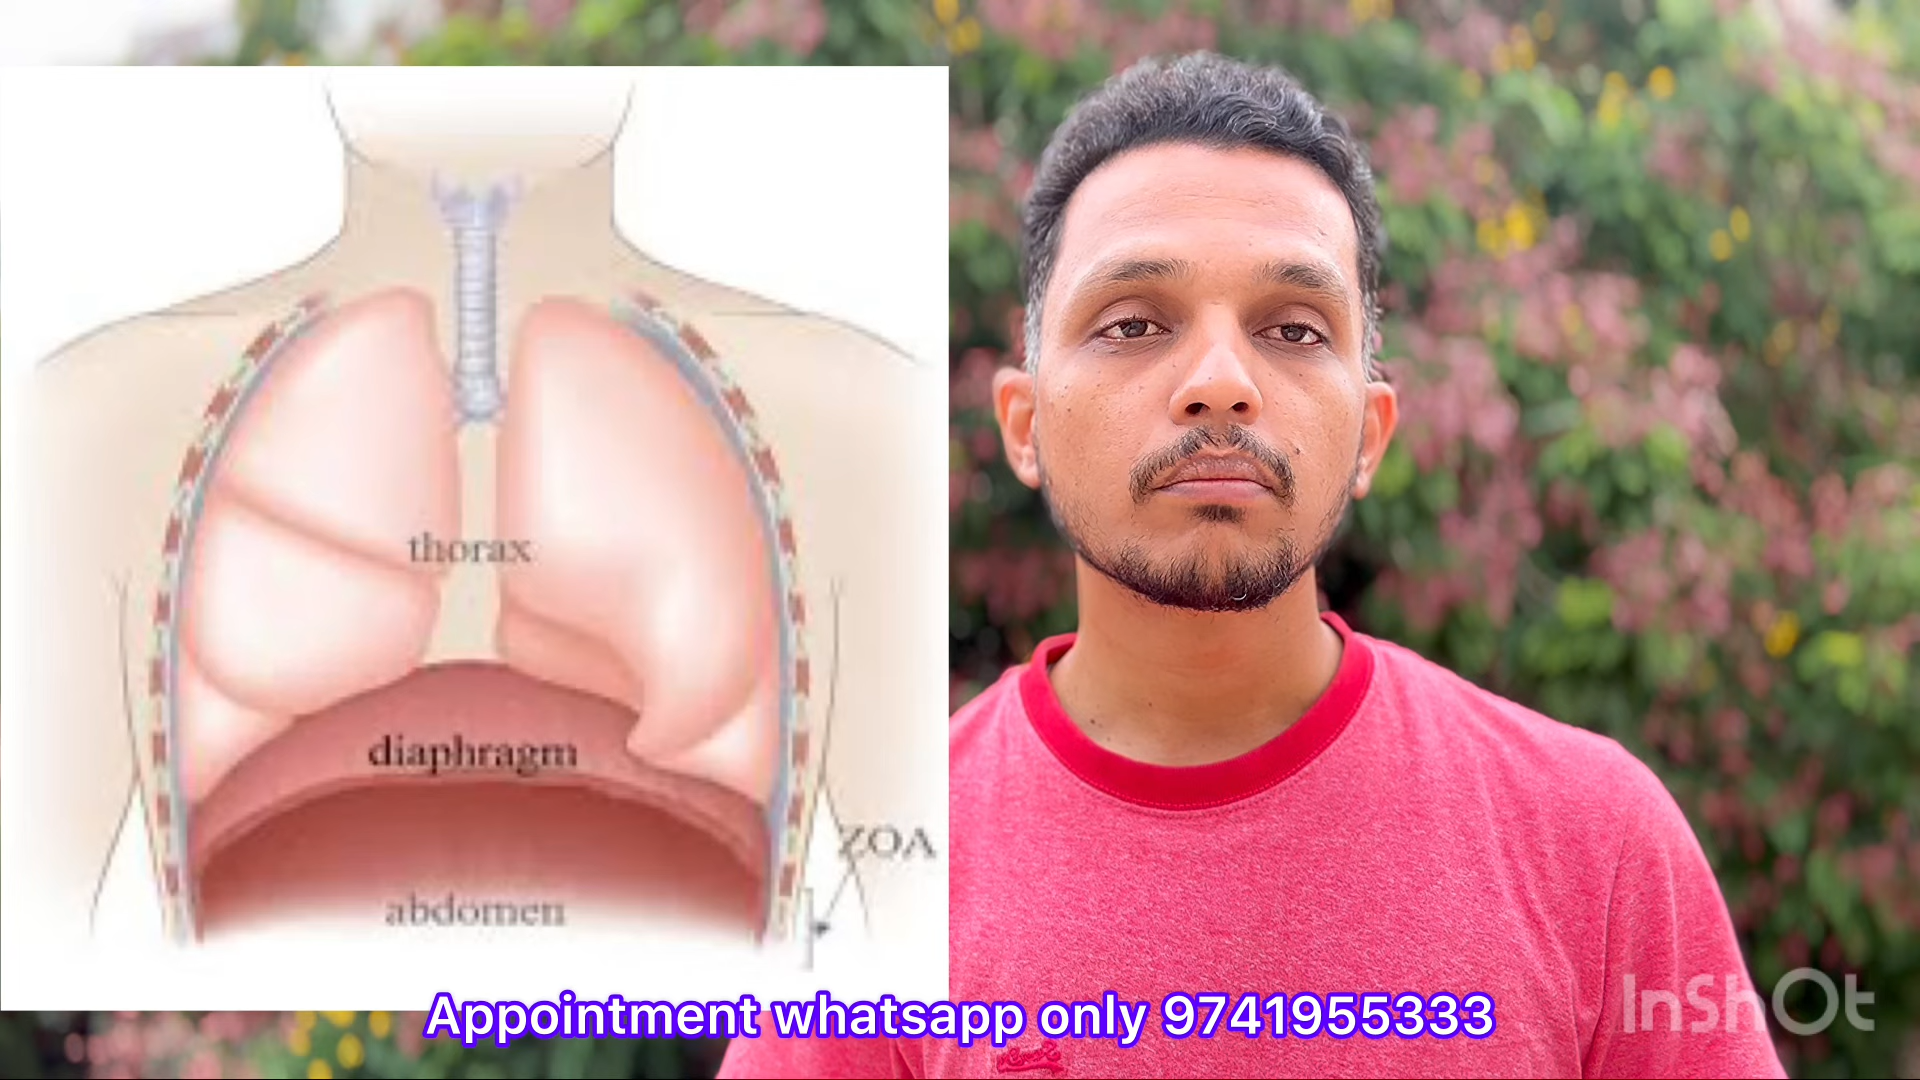 thorax
diaphragm
ZOA
abdomen
Appointment whatsapp only 9741955333
InShOt